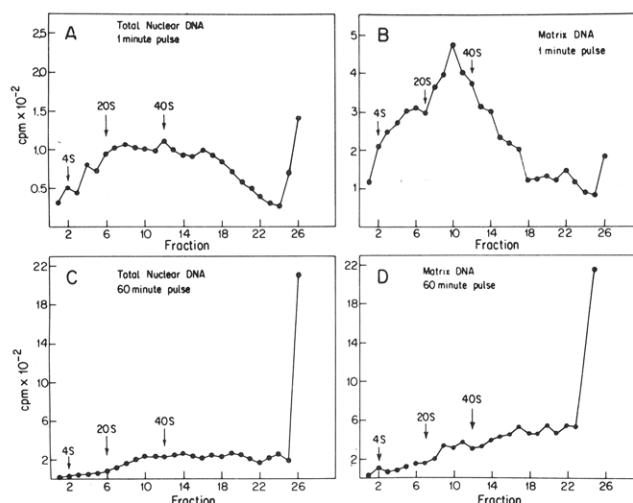 A
Total Nuclear DNA
1 minute pulse
2.5
2.0
1.5
1.0
0.5
cpm × 10⁻²
4S
20S
40S
2 6 10 14 18 22 26
Fraction
B
Matrix DNA
1 minute pulse
5
4
3
2
1
4S
20S
40S
2 6 10 14 18 22 26
Fraction
C
Total Nuclear DNA
60 minute pulse
22
18
14
10
6
2
cpm × 10⁻²
4S
20S
40S
2 6 10 14 18 22 26
Fraction
D
Matrix DNA
60 minute pulse
22
18
14
10
6
2
4S
20S
40S
2 6 10 14 18 22 26
Fraction